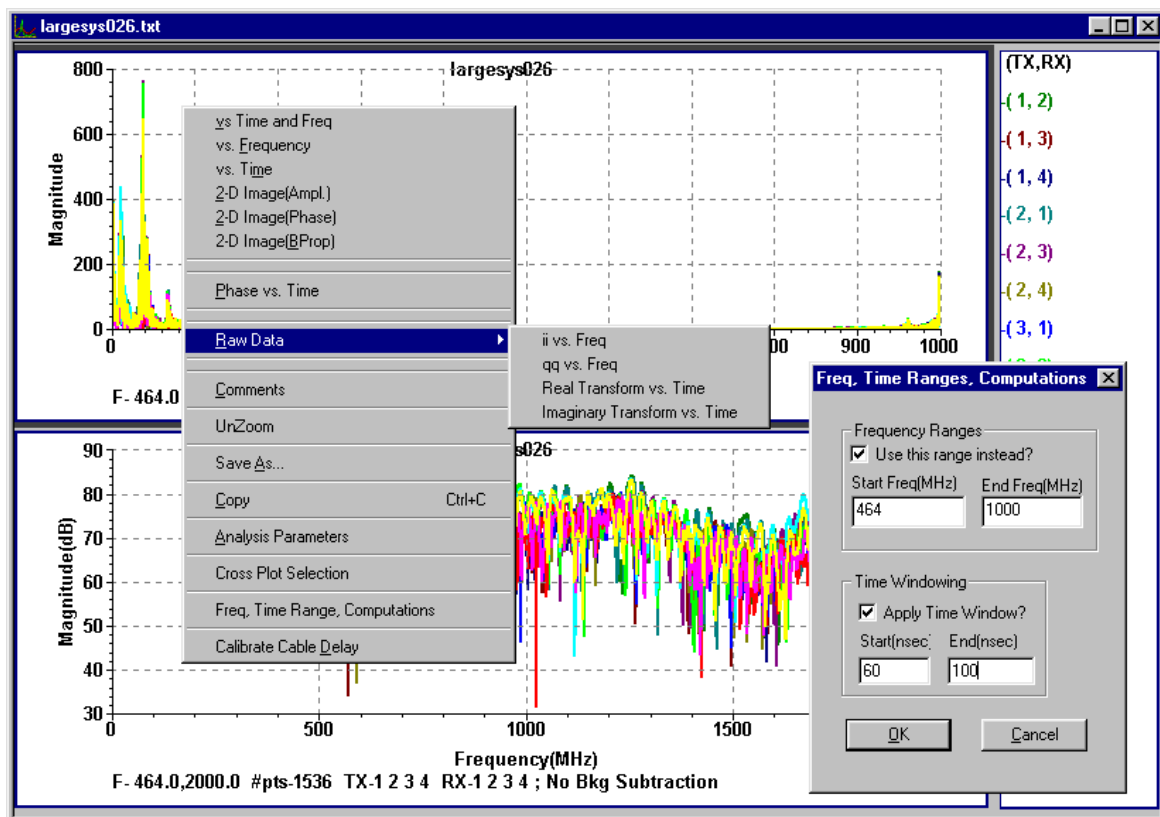 largesys026.txt
largesys026
800
600
400
200
0
Magnitude
0
800
900
1000
F- 464.0
vs Time and Freq
vs. Frequency
vs. Time
2-D Image(Ampl.)
2-D Image(Phase)
2-D Image(BProp)
Phase vs. Time
Raw Data
Comments
UnZoom
Save As...
Copy Ctrl+C
Analysis Parameters
Cross Plot Selection
Freq, Time Range, Computations
Calibrate Cable Delay
ii vs. Freq
qq vs. Freq
Real Transform vs. Time
Imaginary Transform vs. Time
(TX,RX)
( 1, 2)
( 1, 3)
( 1, 4)
( 2, 1)
( 2, 3)
( 2, 4)
( 3, 1)
Freq, Time Ranges, Computations
Frequency Ranges
Use this range instead?
Start Freq(MHz) End Freq(MHz)
464 1000
Time Windowing
Apply Time Window?
Start(nsec) End(nsec)
60 100
OK Cancel
s026
90
80
70
60
50
40
30
Magnitude(dB)
0
500
1000
1500
Frequency(MHz)
F- 464.0,2000.0 #pts-1536 TX-1 2 3 4 RX-1 2 3 4 ; No Bkg Subtraction